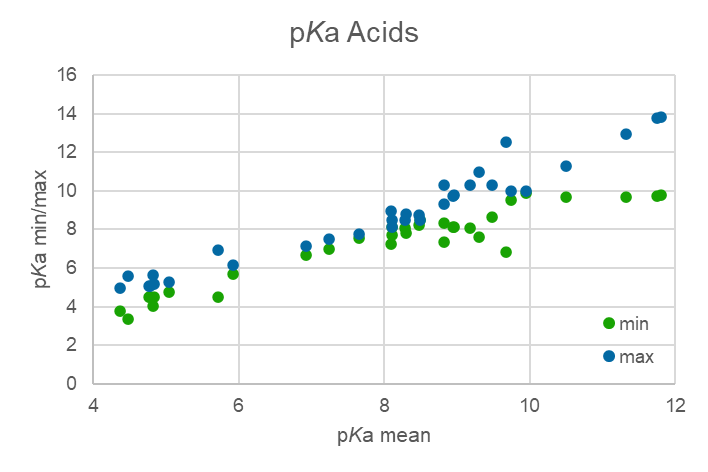 pKa Acids
16
14
12
10
8
6
4
2
0
pKa min/max
min
max
4 6 8 10 12
pKa mean